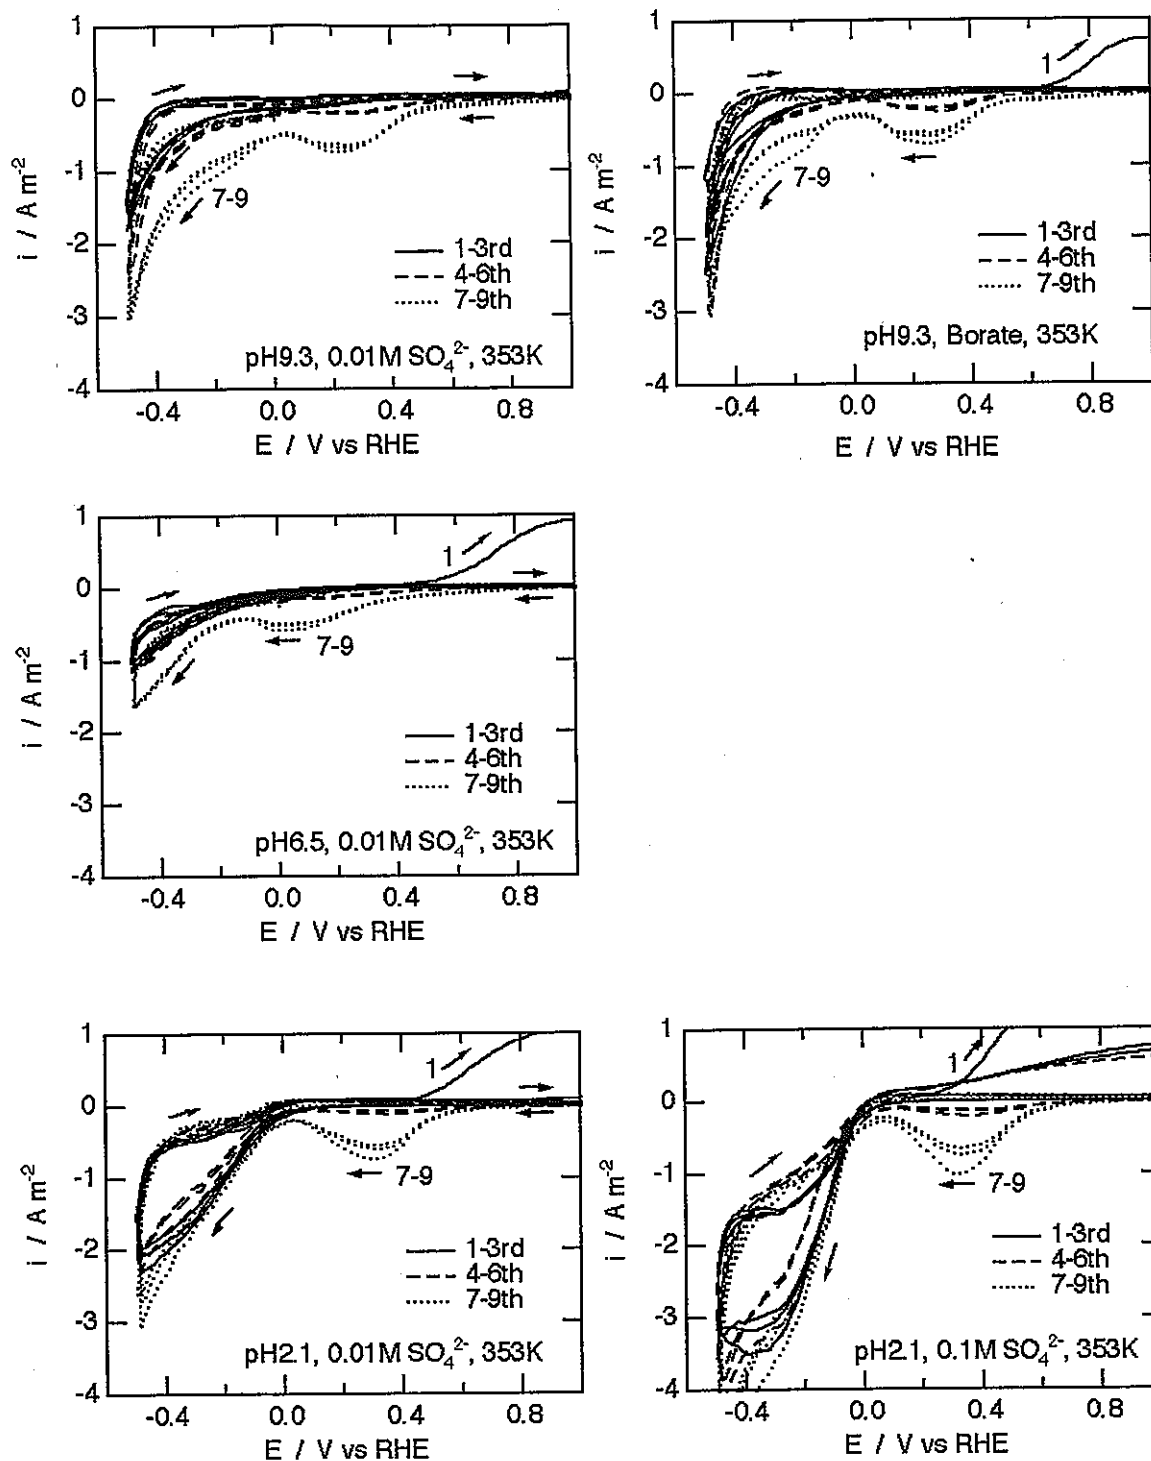 1
0
-1
-2
-3
-4
i / A m-2
7-9
1-3rd
4-6th
7-9th
pH9.3, 0.01M SO42-, 353K
-0.4 0.0 0.4 0.8
E / V vs RHE
1
0
-1
-2
-3
-4
i / A m-2
1
7-9
1-3rd
4-6th
7-9th
pH9.3, Borate, 353K
-0.4 0.0 0.4 0.8
E / V vs RHE
1
0
-1
-2
-3
-4
i / A m-2
1
7-9
1-3rd
4-6th
7-9th
pH6.5, 0.01M SO42-, 353K
-0.4 0.0 0.4 0.8
E / V vs RHE
1
0
-1
-2
-3
-4
i / A m-2
1
7-9
1-3rd
4-6th
7-9th
pH2.1, 0.01M SO42-, 353K
-0.4 0.0 0.4 0.8
E / V vs RHE
1
0
-1
-2
-3
-4
i / A m-2
1
7-9
1-3rd
4-6th
7-9th
pH2.1, 0.1M SO42-, 353K
-0.4 0.0 0.4 0.8
E / V vs RHE